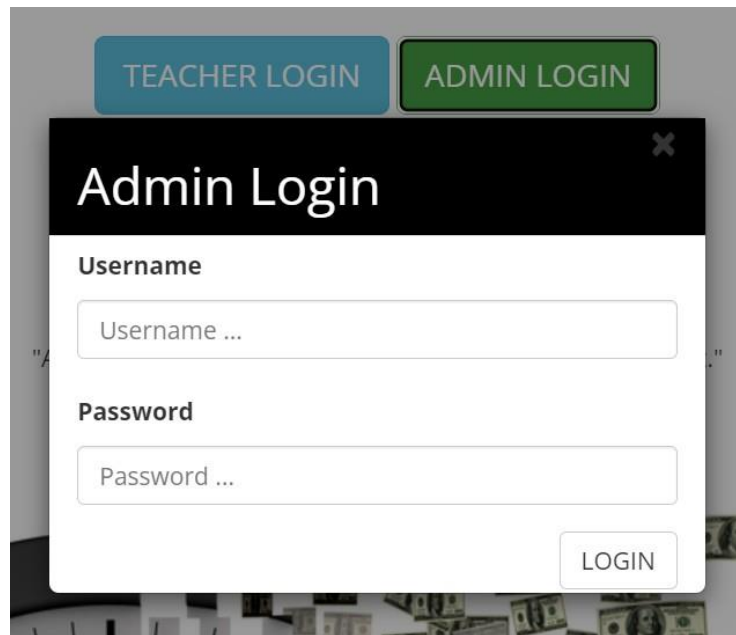 TEACHER LOGIN ADMIN LOGIN
Admin Login
Username
Username ...
"A ."
Password
Password ...
LOGIN